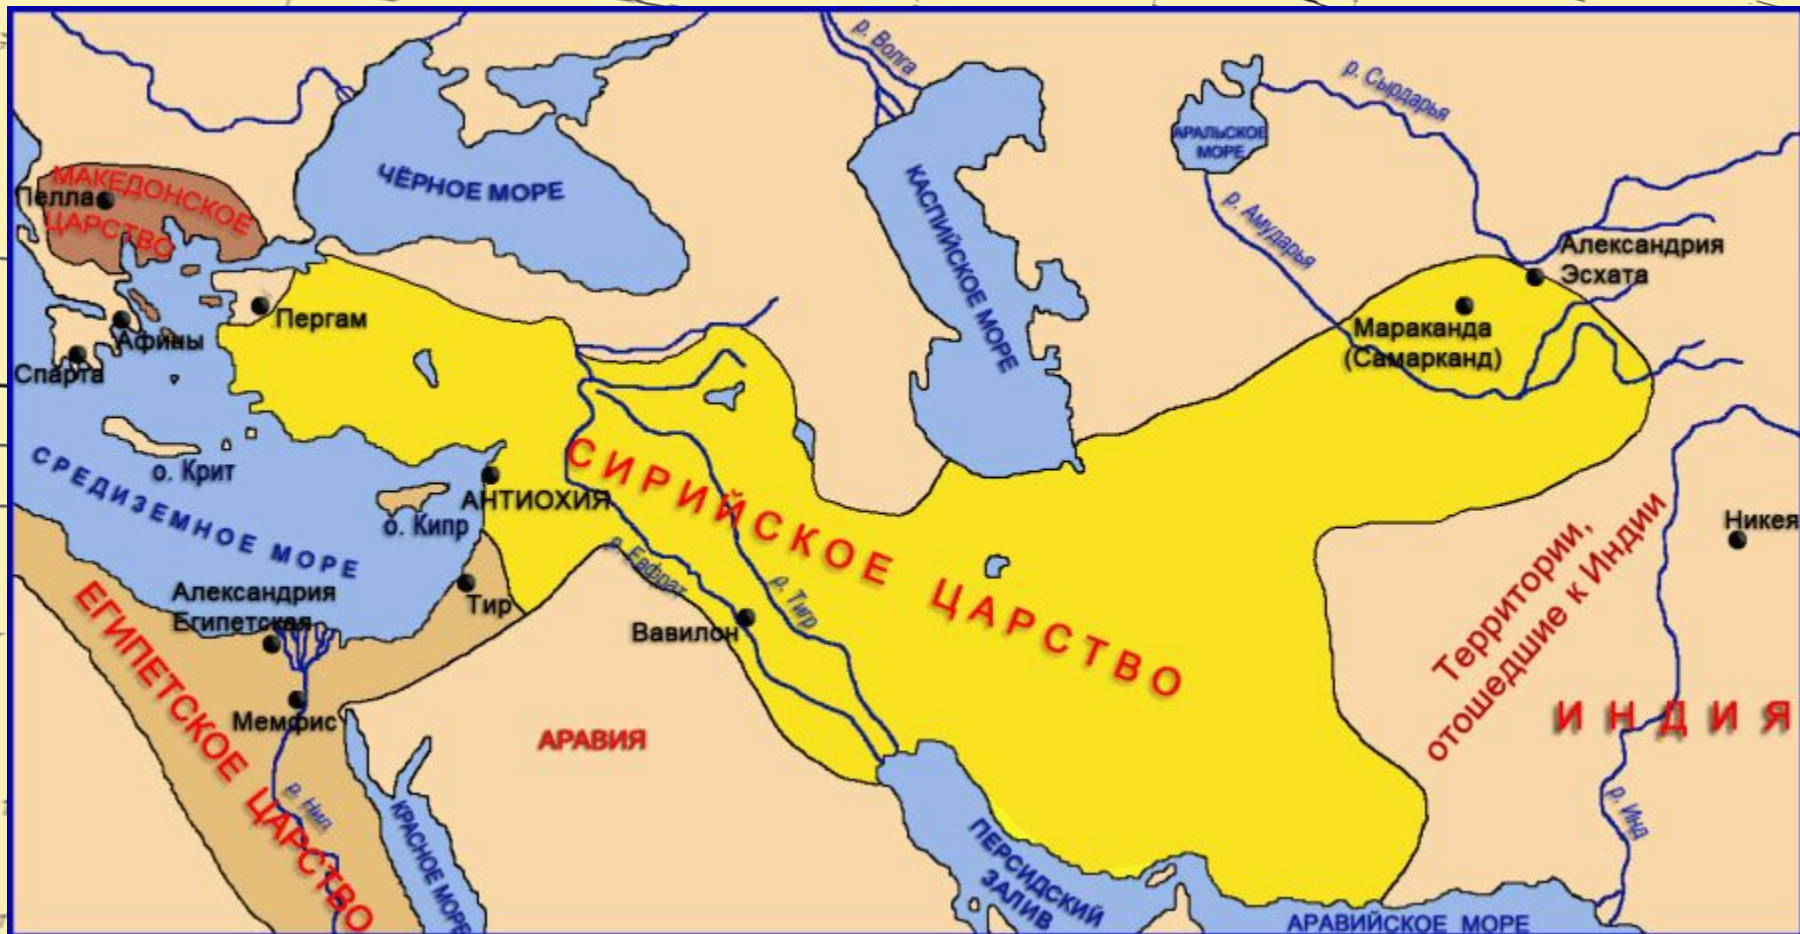 р. Волга
р. Сырдарья
АРАЛЬСКОЕ
МОРЕ
МАКЕДОНСКОЕ
ЦАРСТВО
Пелла
ЧЁРНОЕ МОРЕ
КАСПИЙСКОЕ МОРЕ
р. Амударья
Александрия
Эсхата
Пергам
Мараканда
(Самарканд)
Афины
Спарта
СИРИЙСКОЕ ЦАРСТВО
о. Крит
СРЕДИЗЕМНОЕ МОРЕ
АНТИОХИЯ
о. Кипр
Территории,
отошедшие к Индии
Никея
р. Евфрат
р. Тигр
Александрия
Египетская
Тир
Вавилон
ЕГИПЕТСКОЕ ЦАРСТВО
Мемфис
АРАВИЯ
ИНДИЯ
р. Нил
КРАСНОЕ МОРЕ
р. Инд
ПЕРСИДСКИЙ
ЗАЛИВ
АРАВИЙСКОЕ МОРЕ